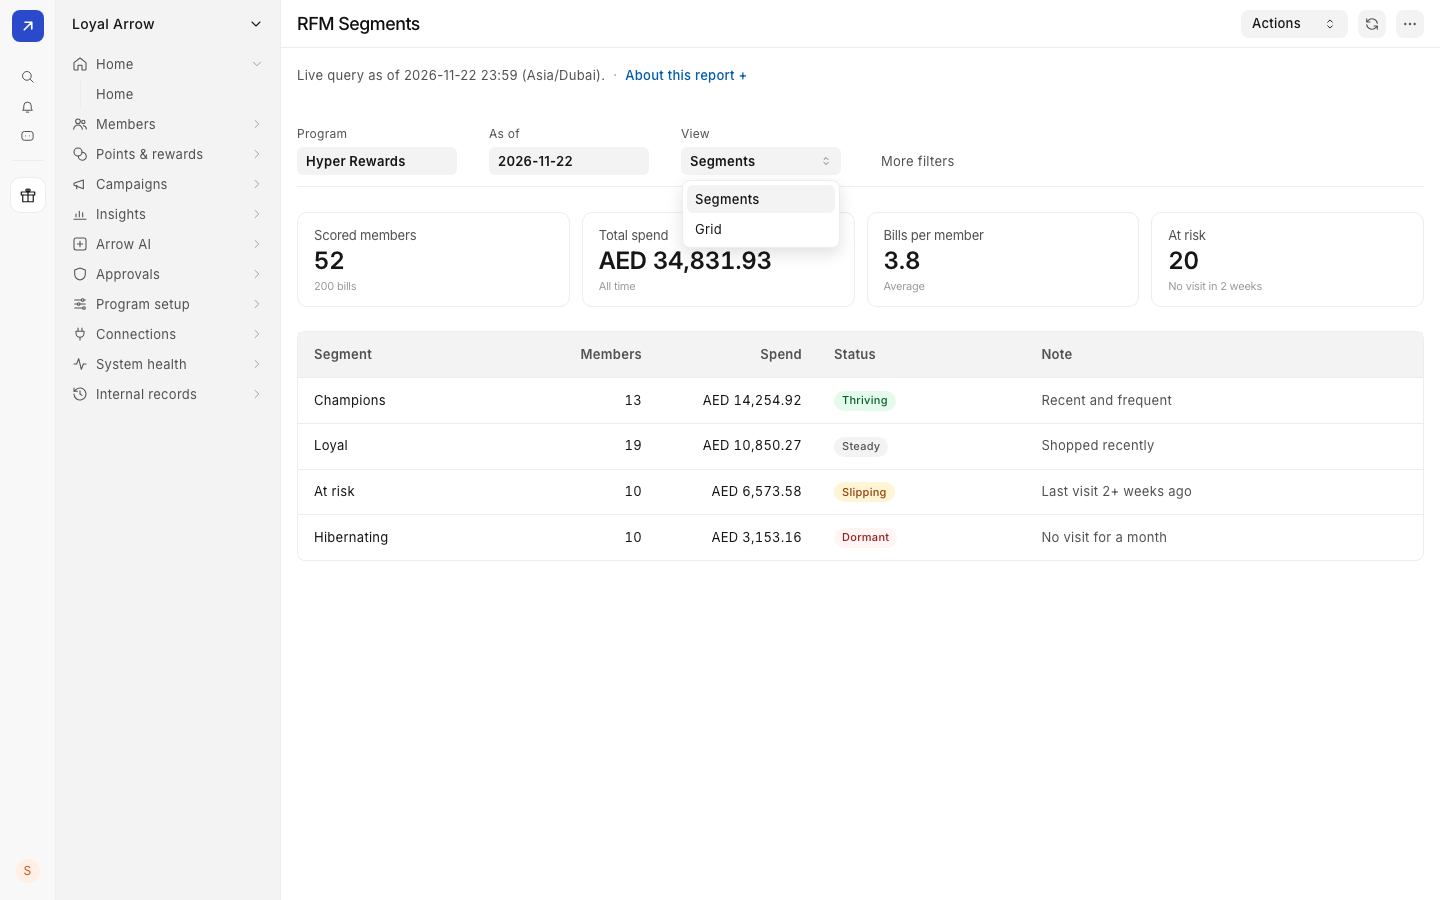 Loyal Arrow
RFM Segments
Actions
Home
Home
Members
Points & rewards
Campaigns
Insights
Arrow AI
Approvals
Program setup
Connections
System health
Internal records
S
Live query as of 2026-11-22 23:59 (Asia/Dubai). · About this report +
Program
As of
View
Hyper Rewards
2026-11-22
Segments
More filters
Segments
Grid
Scored members
52
200 bills
Total spend
AED 34,831.93
All time
Bills per member
3.8
Average
At risk
20
No visit in 2 weeks
Segment Members Spend Status Note
Champions 13 AED 14,254.92 Thriving Recent and frequent
Loyal 19 AED 10,850.27 Steady Shopped recently
At risk 10 AED 6,573.58 Slipping Last visit 2+ weeks ago
Hibernating 10 AED 3,153.16 Dormant No visit for a month